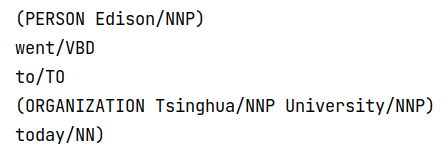 (PERSON Edison/NNP)
went/VBD
to/TO
(ORGANIZATION Tsinghua/NNP University/NNP)
today/NN)